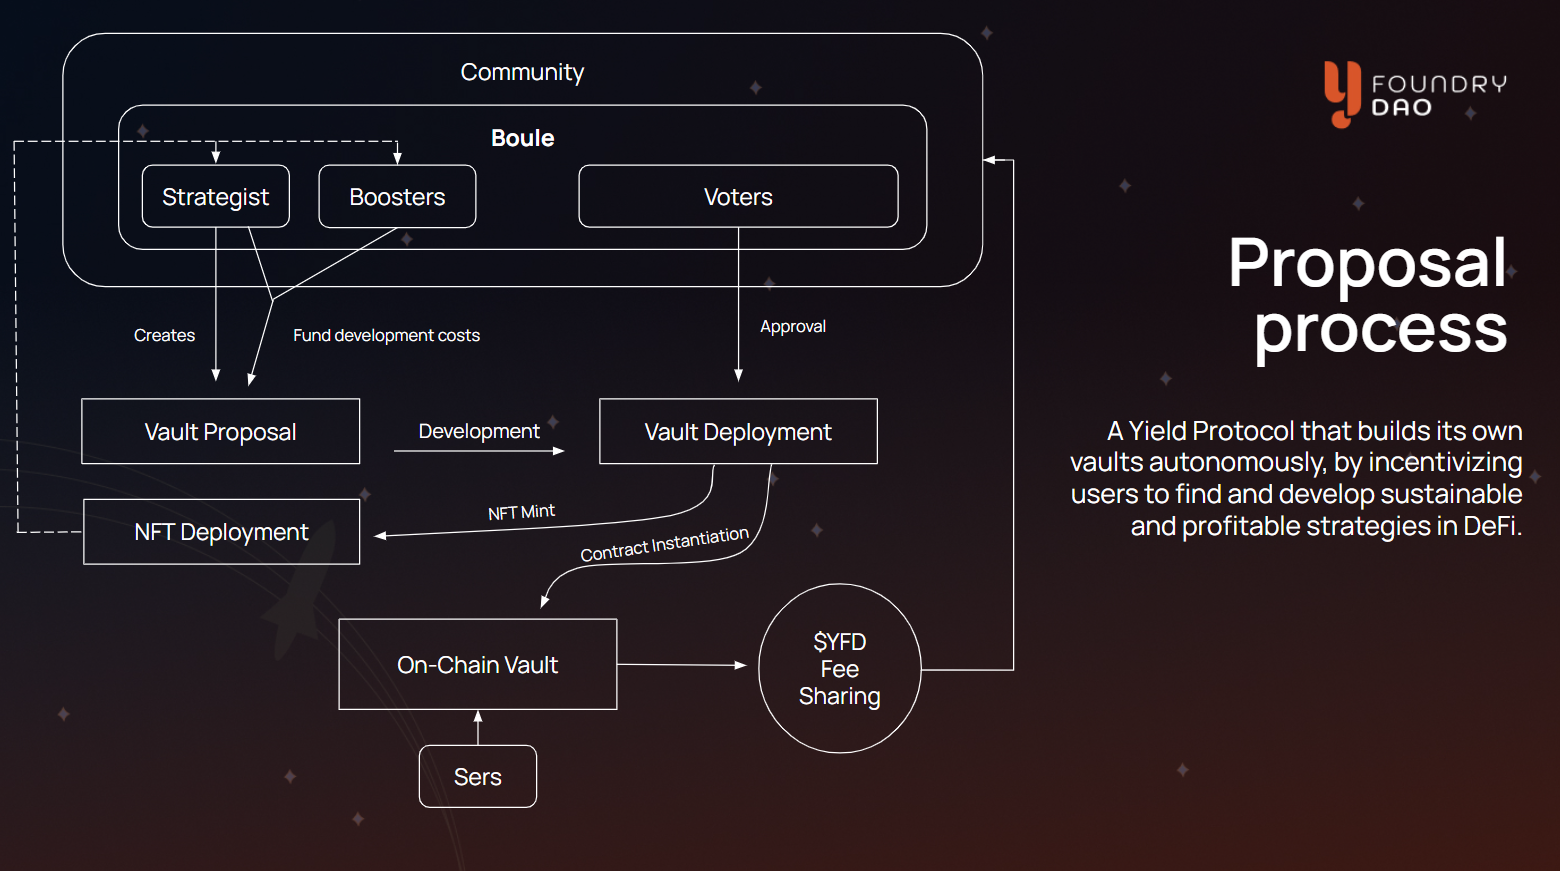 Community
Boule
Strategist
Boosters
Voters
Creates
Fund development costs
Approval
Vault Proposal
Development
Vault Deployment
NFT Deployment
NFT Mint
Contract Instantiation
On-Chain Vault
$YFD
Fee
Sharing
Sers
FOUNDRY
DAO
Proposal
process
A Yield Protocol that builds its own
vaults autonomously, by incentivizing
users to find and develop sustainable
and profitable strategies in DeFi.